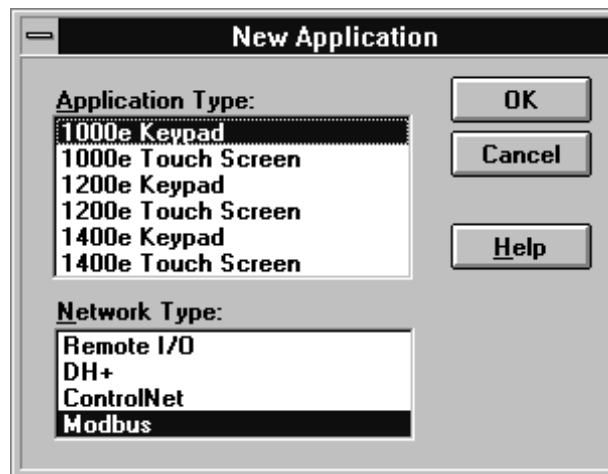 New Application
Application Type:
1000e Keypad
1000e Touch Screen
1200e Keypad
1200e Touch Screen
1400e Keypad
1400e Touch Screen
OK
Cancel
Help
Network Type:
Remote I/O
DH+
ControlNet
Modbus